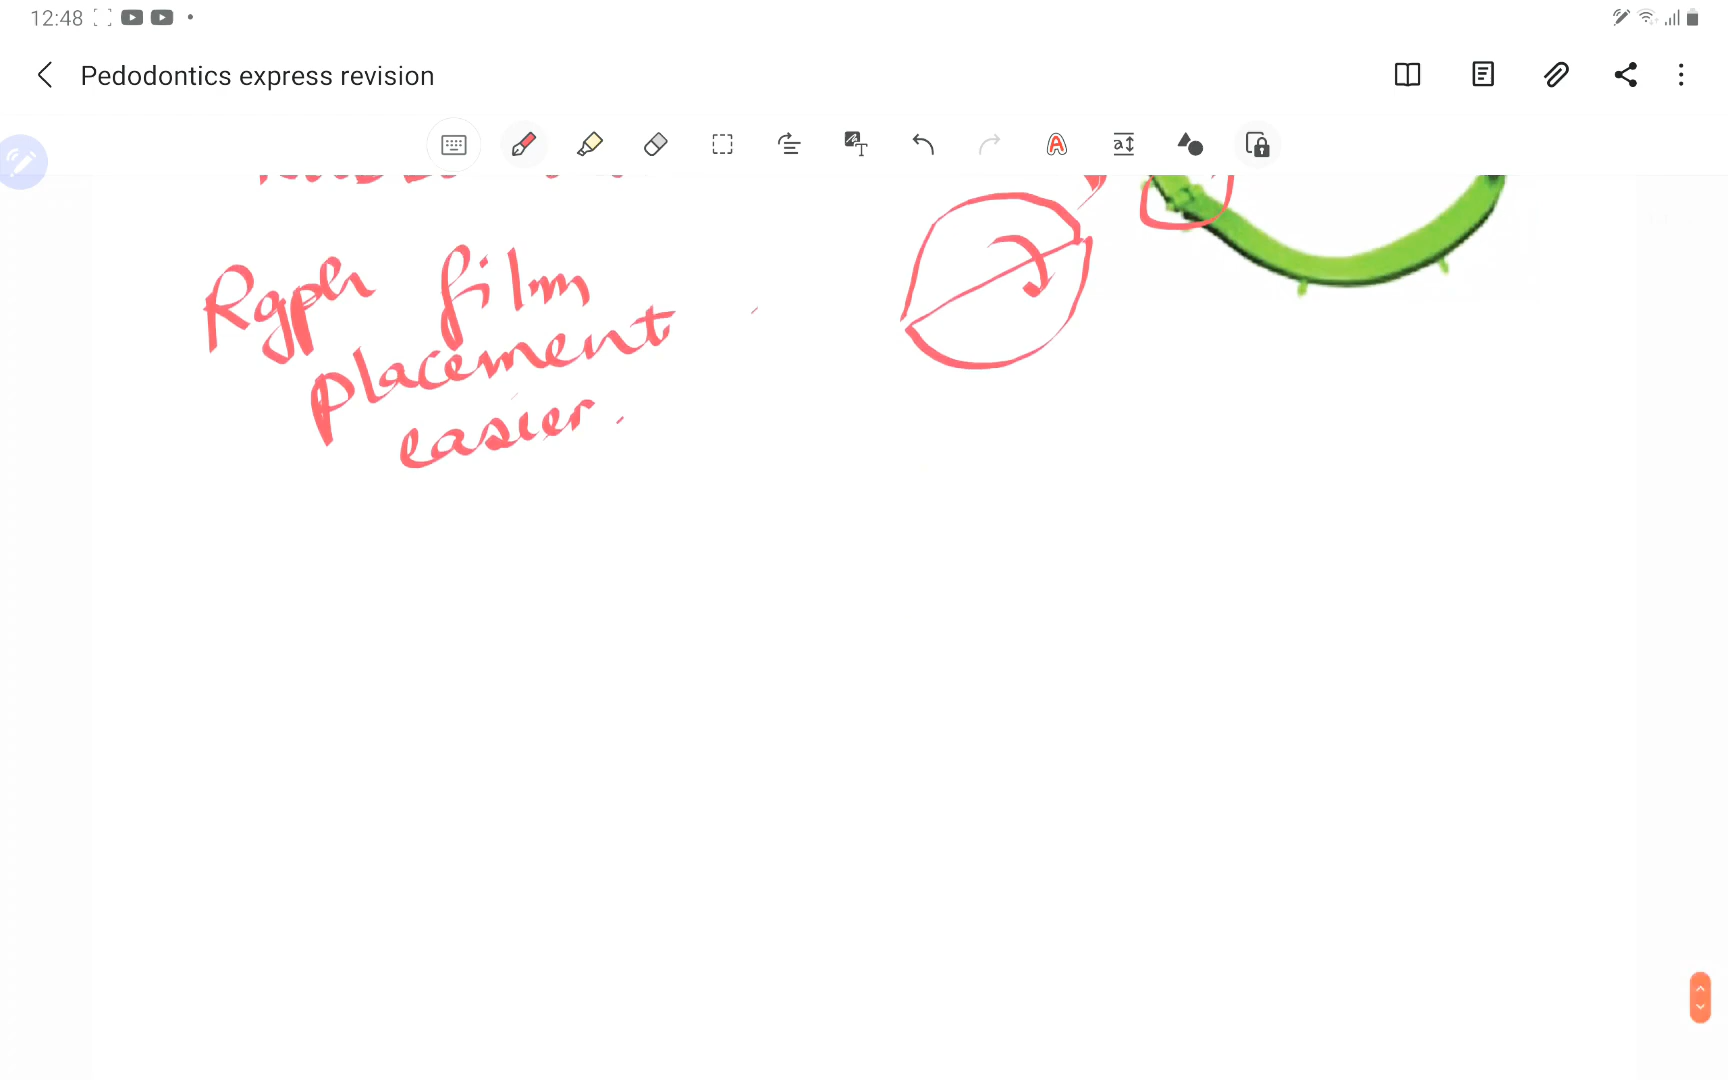 12:48
Pedodontics express revision
Rgph film
placement
easier.